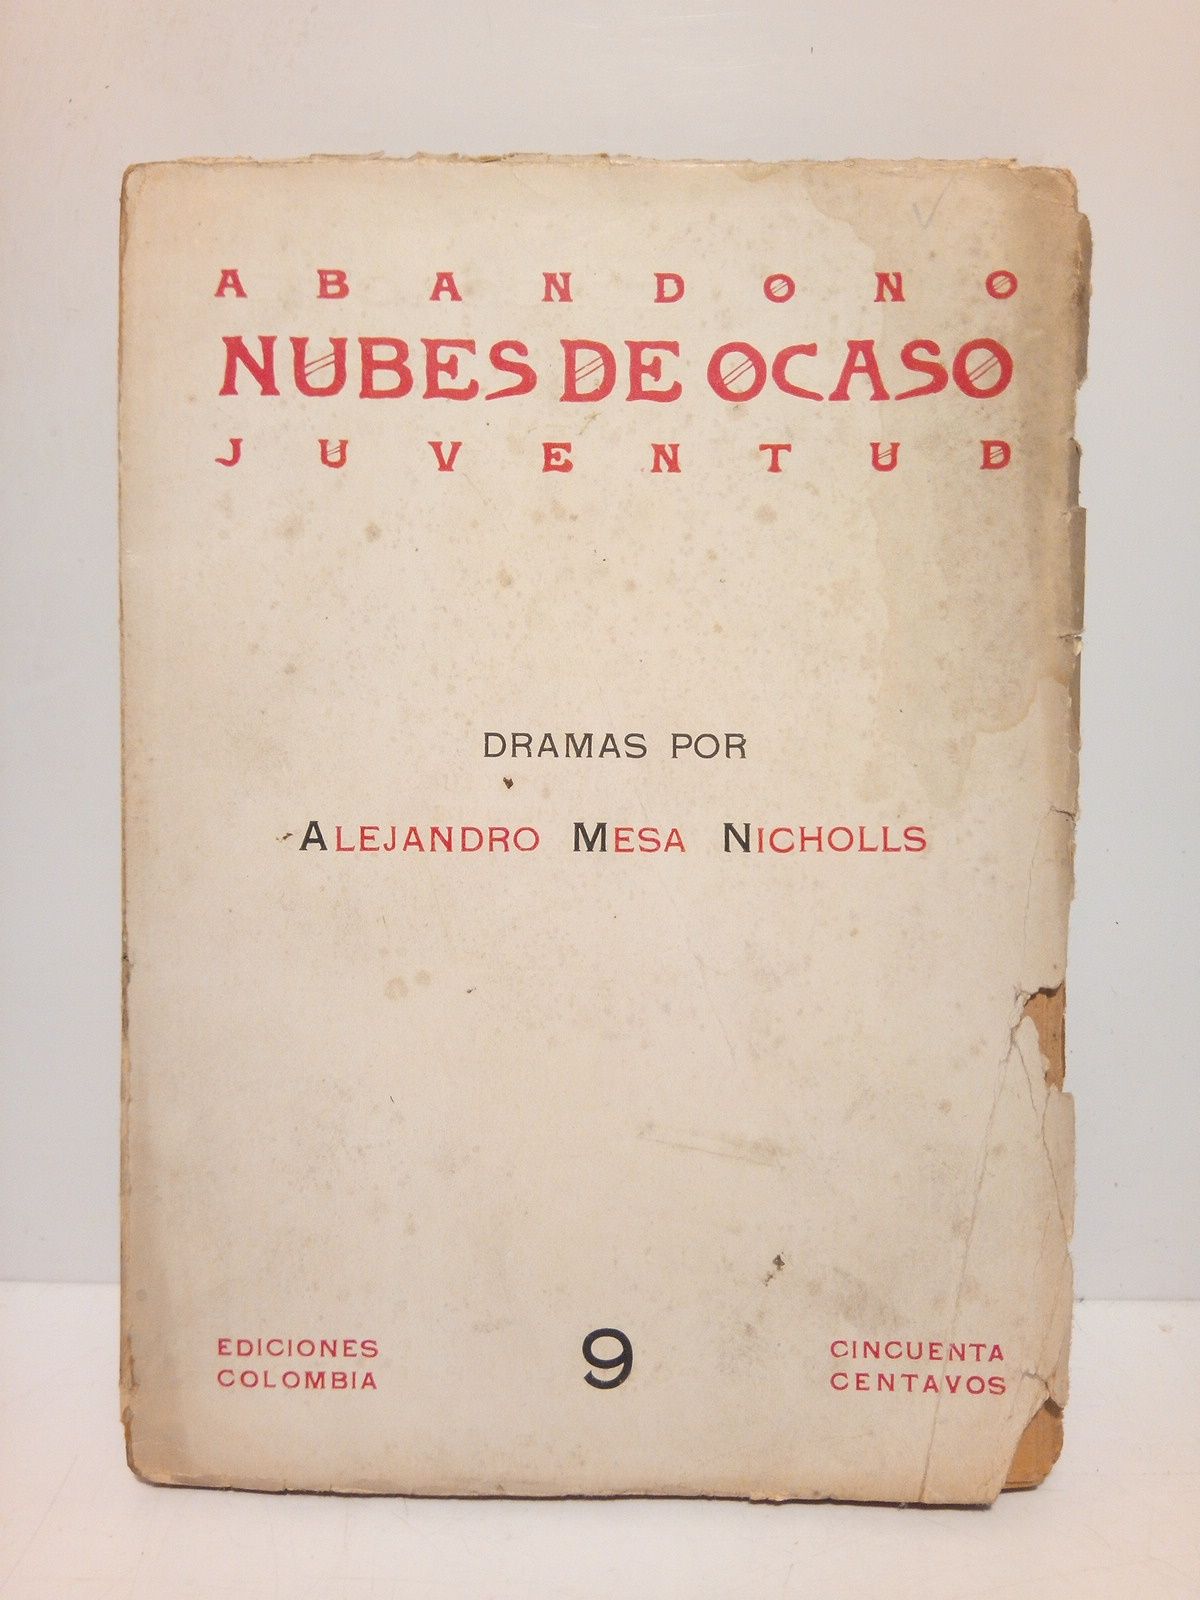 ABANDONO
NUBES DE OCASO
JUVENTUD
DRAMAS POR
ALEJANDRO MESA NICHOLLS
EDICIONES
COLOMBIA
9
CINCUENTA
CENTAVOS